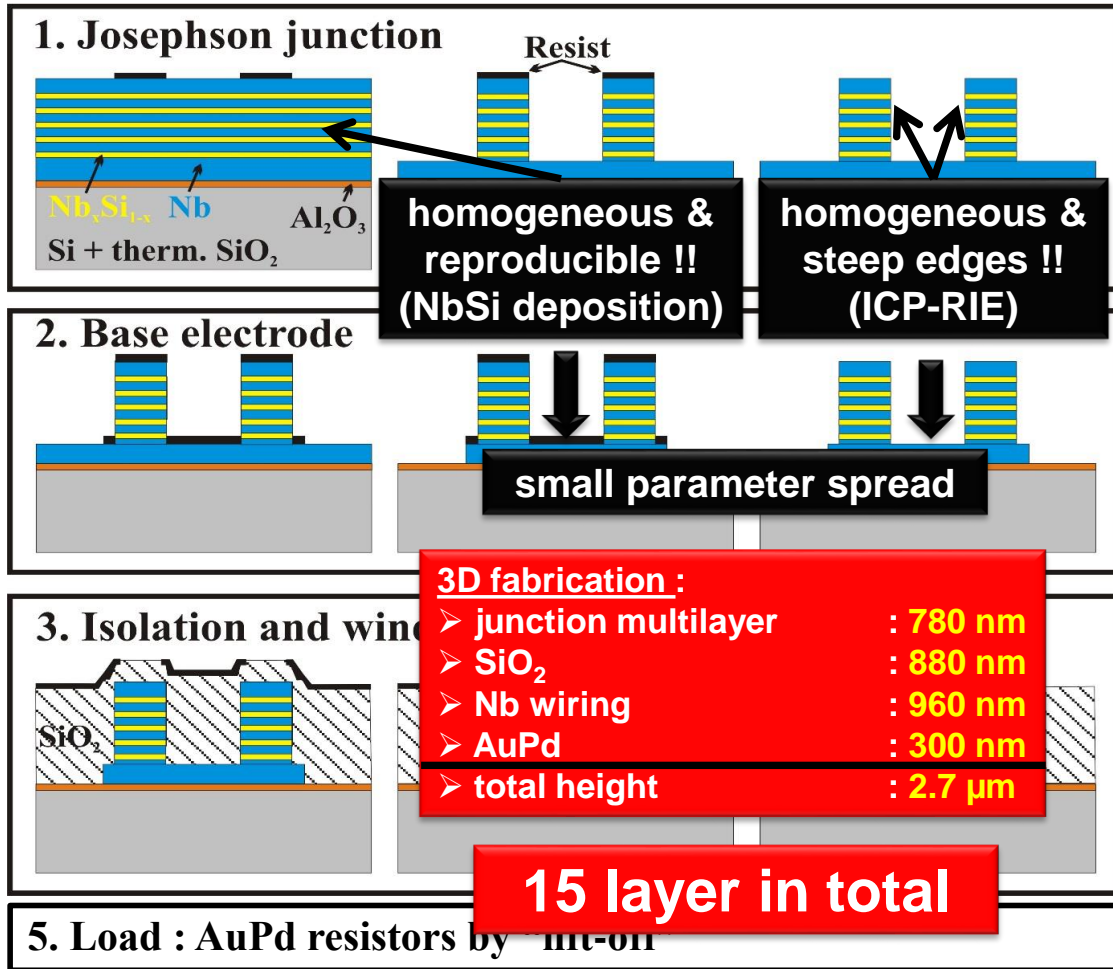 1. Josephson junction
Resist
NbₓSi₁₋ₓ Nb
Al₂O₃
Si + therm. SiO₂
homogeneous &
reproducible !!
(NbSi deposition)
homogeneous &
steep edges !!
(ICP-RIE)
2. Base electrode
small parameter spread
3. Isolation and
SiO₂
3D fabrication :
➢ junction multilayer : 780 nm
➢ SiO₂ : 880 nm
➢ Nb wiring : 960 nm
➢ AuPd : 300 nm
➢ total height : 2.7 µm
15 layer in total
5. Load : AuPd resistors by